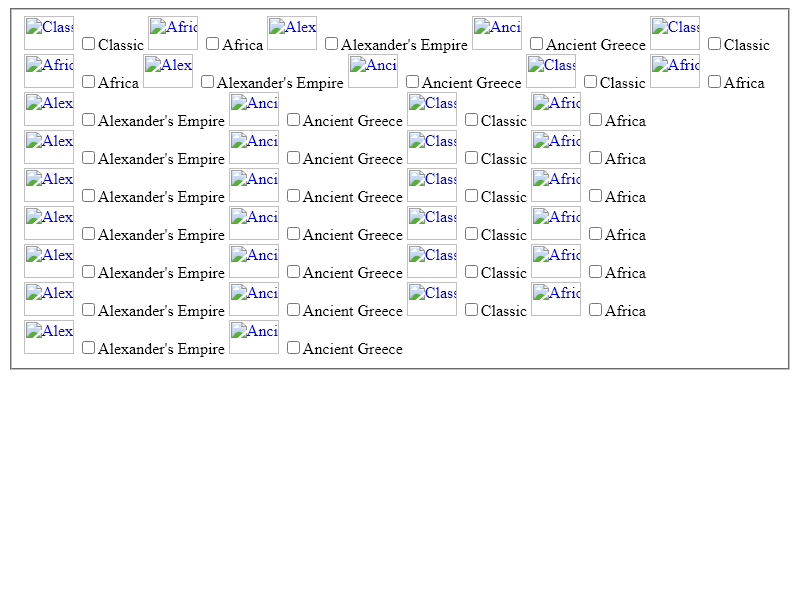 Class Classic Afric Africa Alex Alexander's Empire Anci Ancient Greece Class Classic
Afric Africa Alex Alexander's Empire Anci Ancient Greece Class Classic Afric Africa
Alex Alexander's Empire Anci Ancient Greece Class Classic Afric Africa
Alex Alexander's Empire Anci Ancient Greece Class Classic Afric Africa
Alex Alexander's Empire Anci Ancient Greece Class Classic Afric Africa
Alex Alexander's Empire Anci Ancient Greece Class Classic Afric Africa
Alex Alexander's Empire Anci Ancient Greece Class Classic Afric Africa
Alex Alexander's Empire Anci Ancient Greece Class Classic Afric Africa
Alex Alexander's Empire Anci Ancient Greece